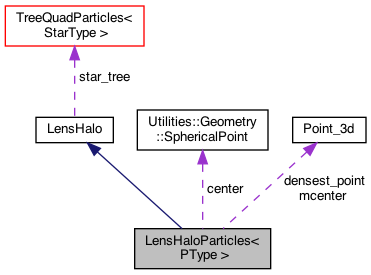 TreeQuadParticles<
StarType >
star_tree
LensHalo
Utilities::Geometry
::SphericalPoint
Point_3d
center
densest_point
mcenter
LensHaloParticles<
PType >